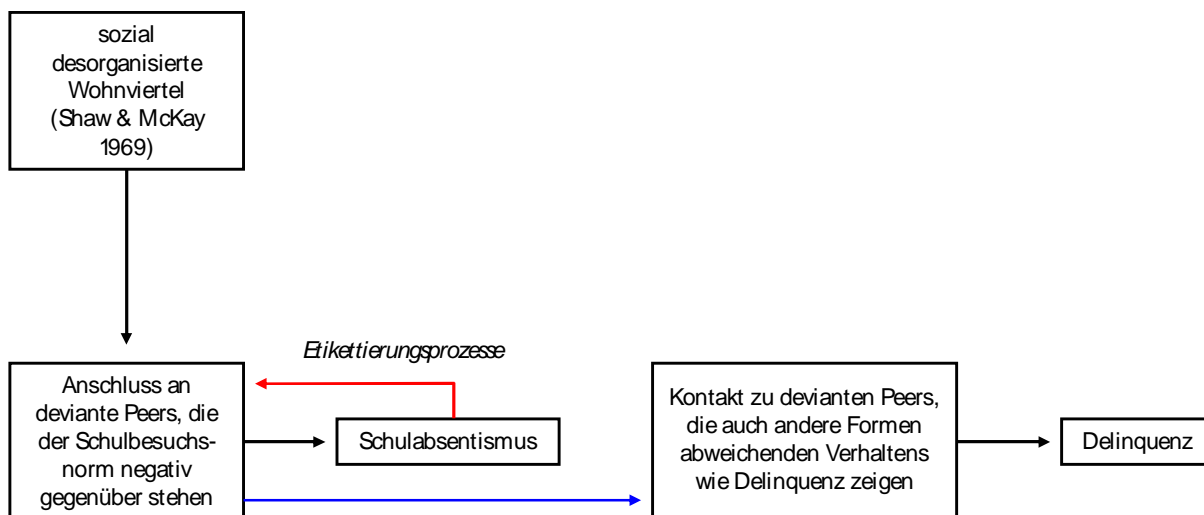 sozial
desorganisierte
Wohnviertel
(Shaw & McKay
1969)
Etikettierungsprozesse
Anschluss an
deviante Peers, die
der Schulbesuchs-
norm negativ
gegenüber stehen
Schulabsentismus
Kontakt zu devianten Peers,
die auch andere Formen
abweichenden Verhaltens
wie Delinquenz zeigen
Delinquenz